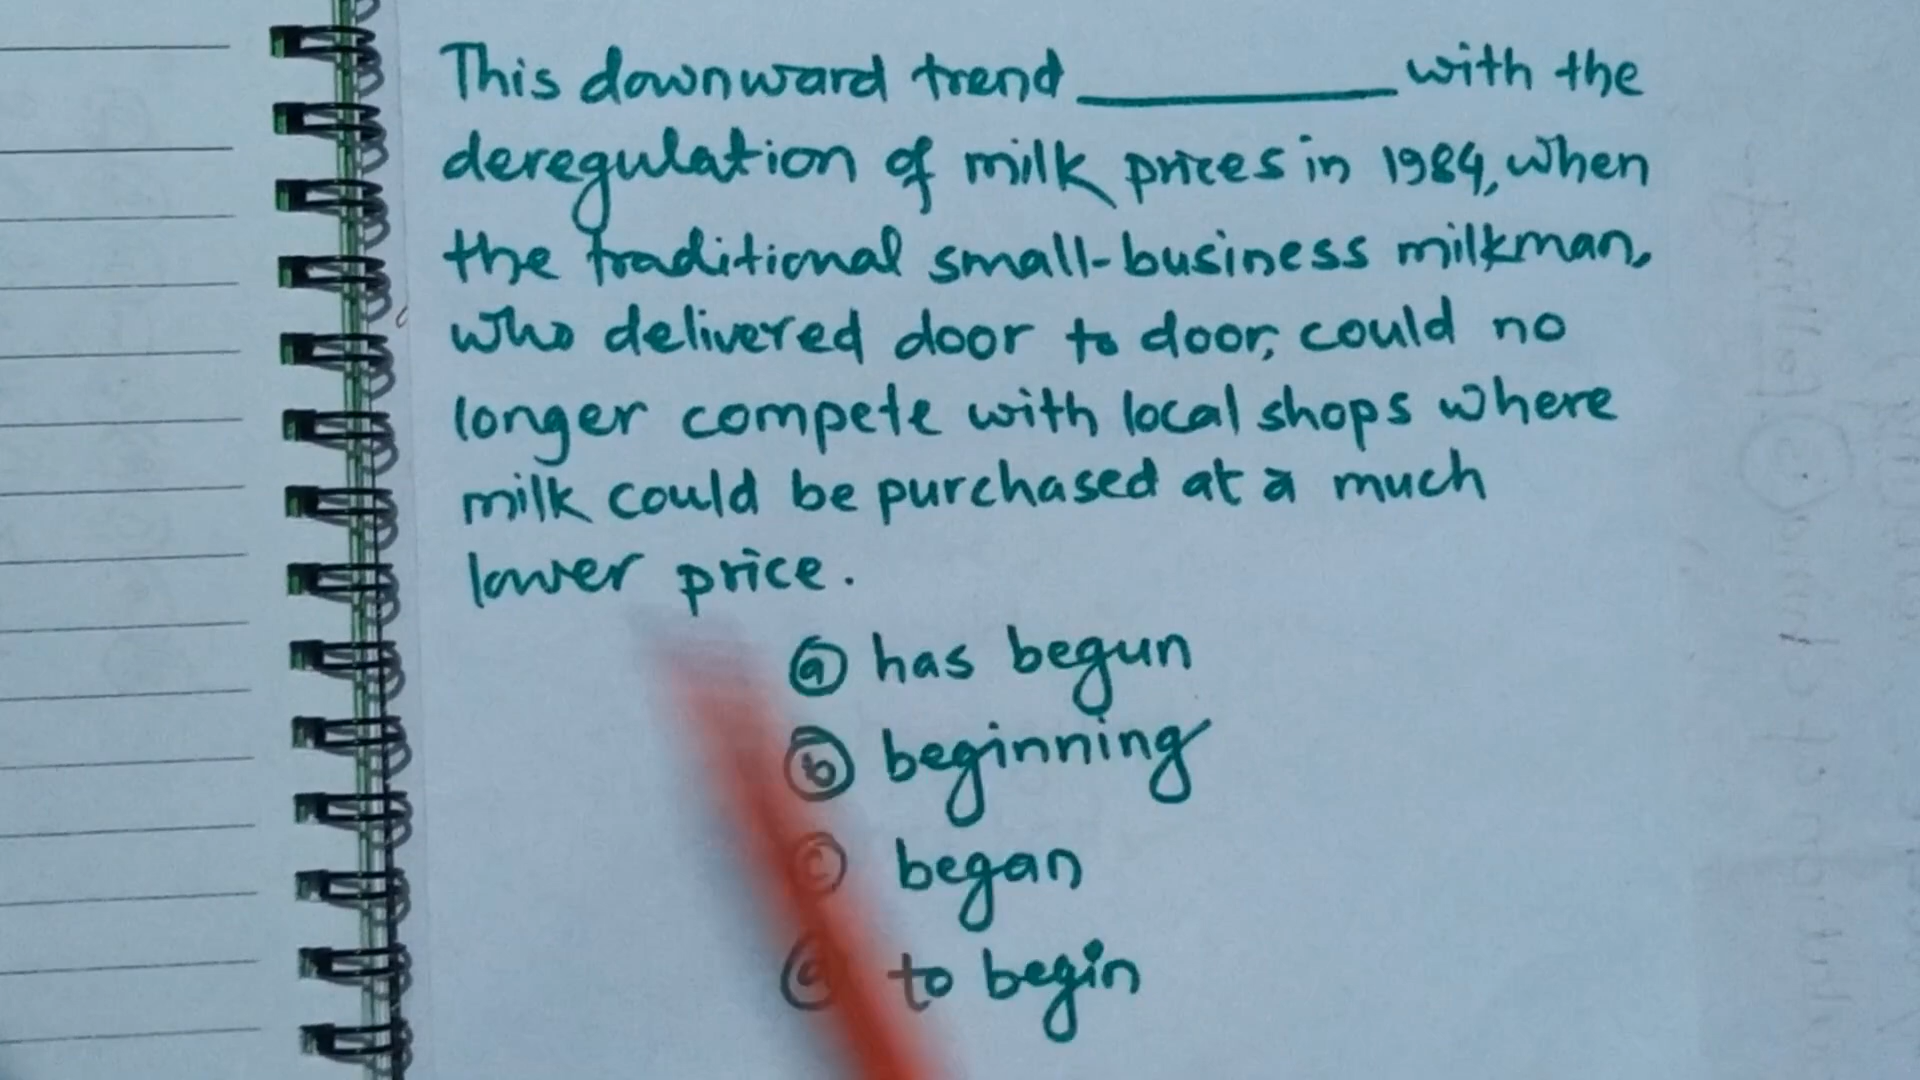 This downward trend __________ with the
deregulation of milk prices in 1984, when
the traditional small-business milkman,
who delivered door to door, could no
longer compete with local shops where
milk could be purchased at a much
lower price.
(a) has begun
(b) beginning
(c) began
(d) to begin